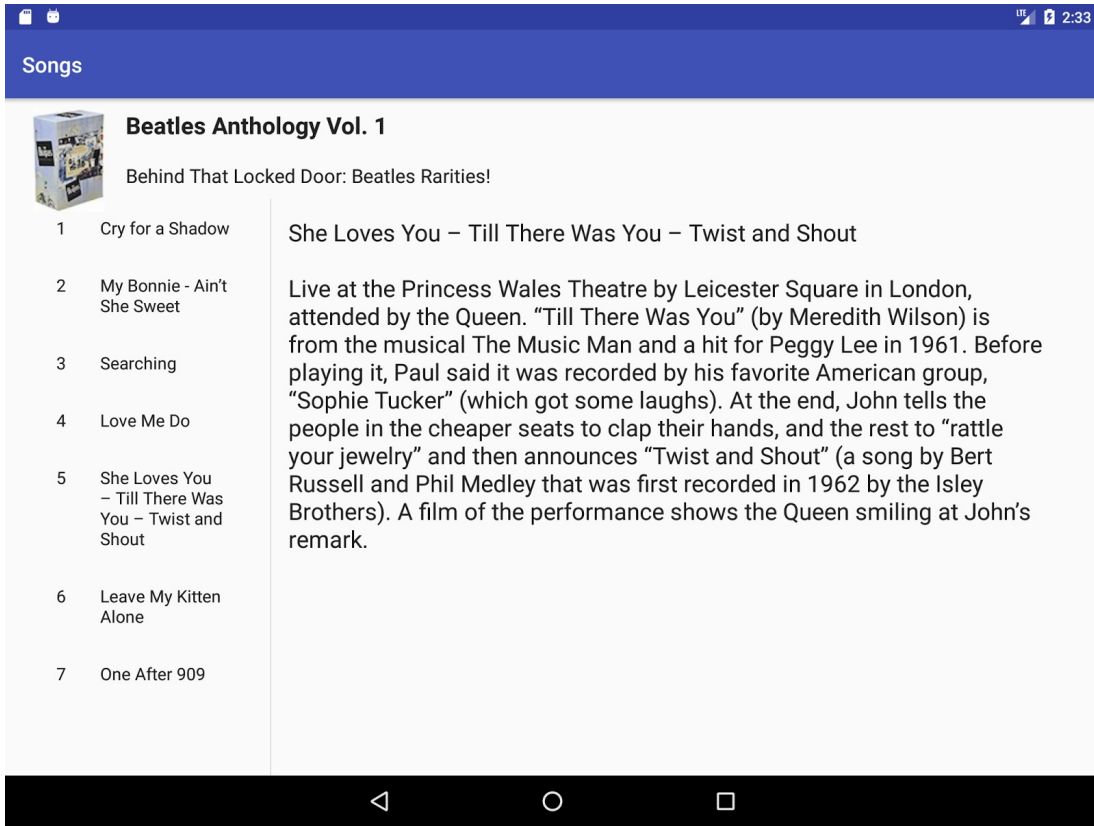 LTE 2:33
Songs
Beatles Anthology Vol. 1
Behind That Locked Door: Beatles Rarities!
1 Cry for a Shadow
2 My Bonnie - Ain’t
She Sweet
3 Searching
4 Love Me Do
5 She Loves You
– Till There Was
You – Twist and
Shout
6 Leave My Kitten
Alone
7 One After 909
She Loves You – Till There Was You – Twist and Shout
Live at the Princess Wales Theatre by Leicester Square in London,
attended by the Queen. “Till There Was You” (by Meredith Wilson) is
from the musical The Music Man and a hit for Peggy Lee in 1961. Before
playing it, Paul said it was recorded by his favorite American group,
“Sophie Tucker” (which got some laughs). At the end, John tells the
people in the cheaper seats to clap their hands, and the rest to “rattle
your jewelry” and then announces “Twist and Shout” (a song by Bert
Russell and Phil Medley that was first recorded in 1962 by the Isley
Brothers). A film of the performance shows the Queen smiling at John’s
remark.